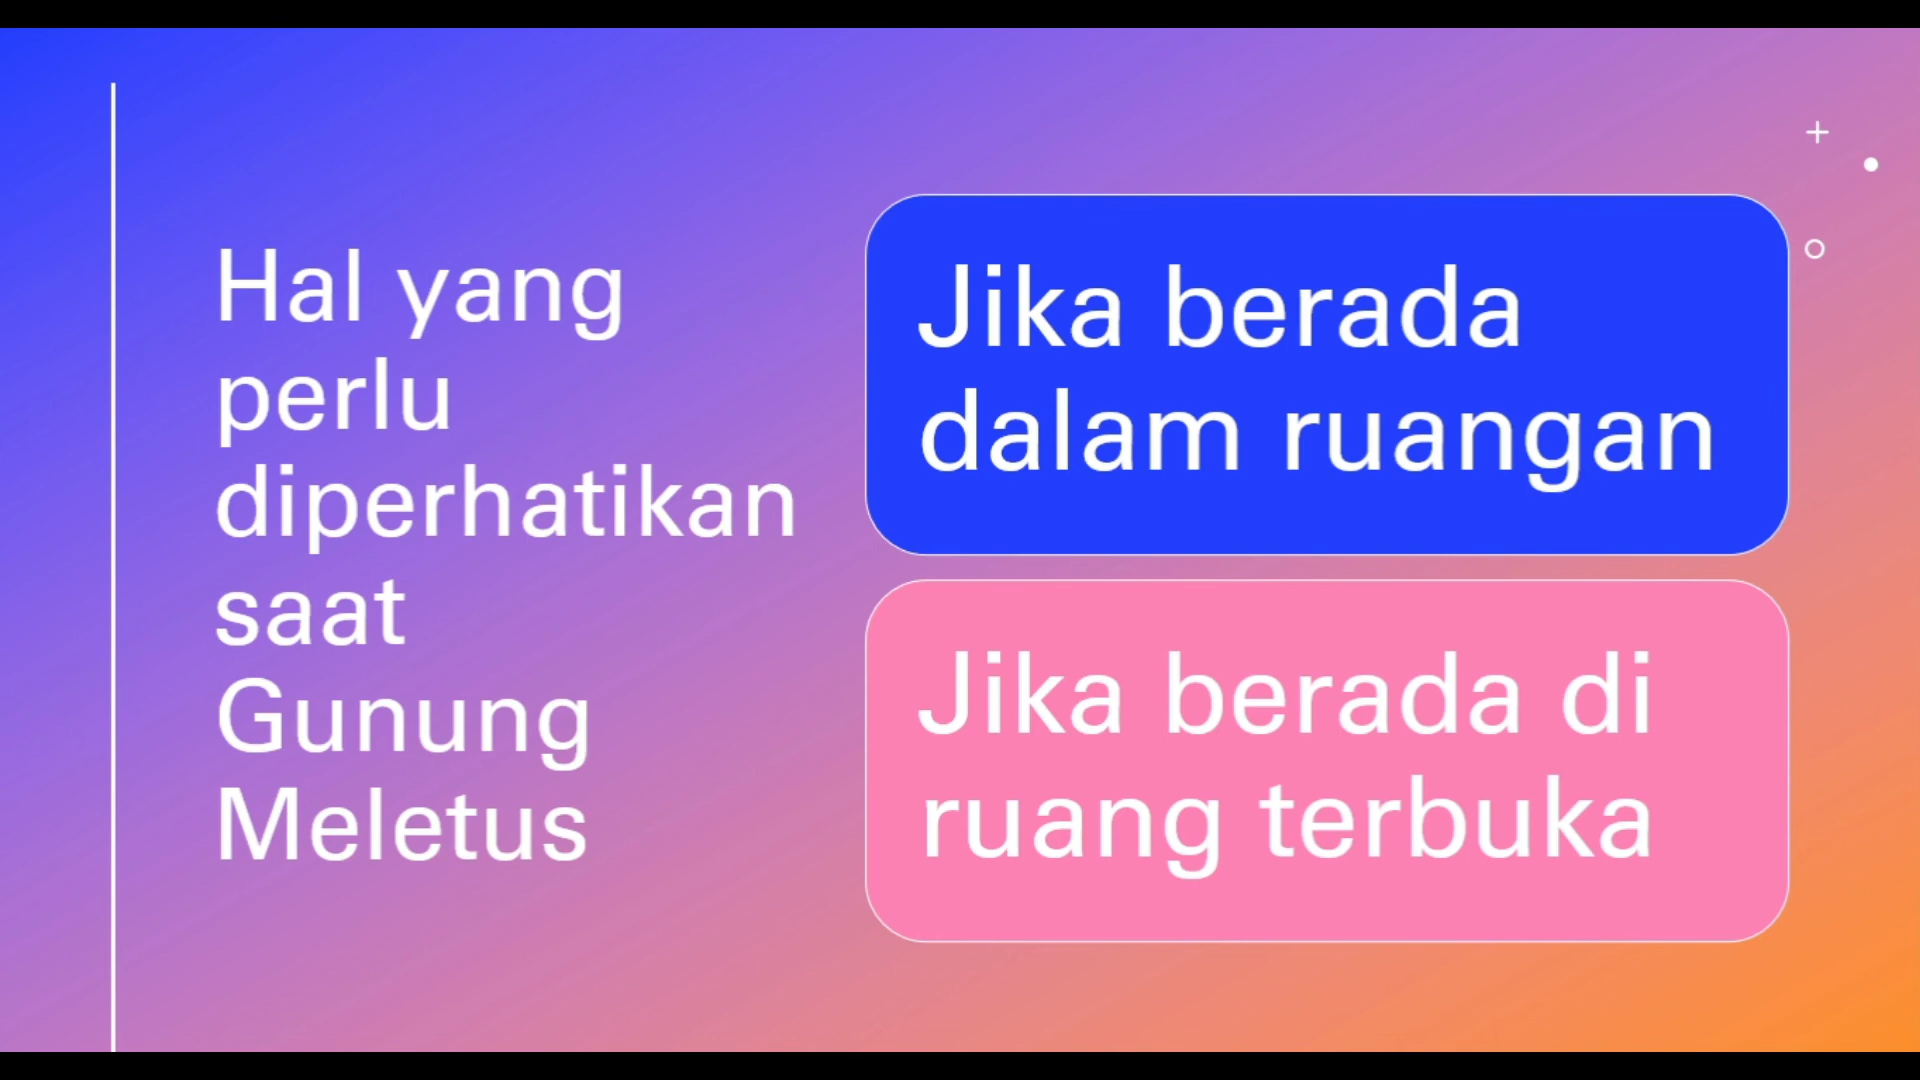 Hal yang
perlu
diperhatikan
saat
Gunung
Meletus
Jika berada
dalam ruangan
Jika berada di
ruang terbuka